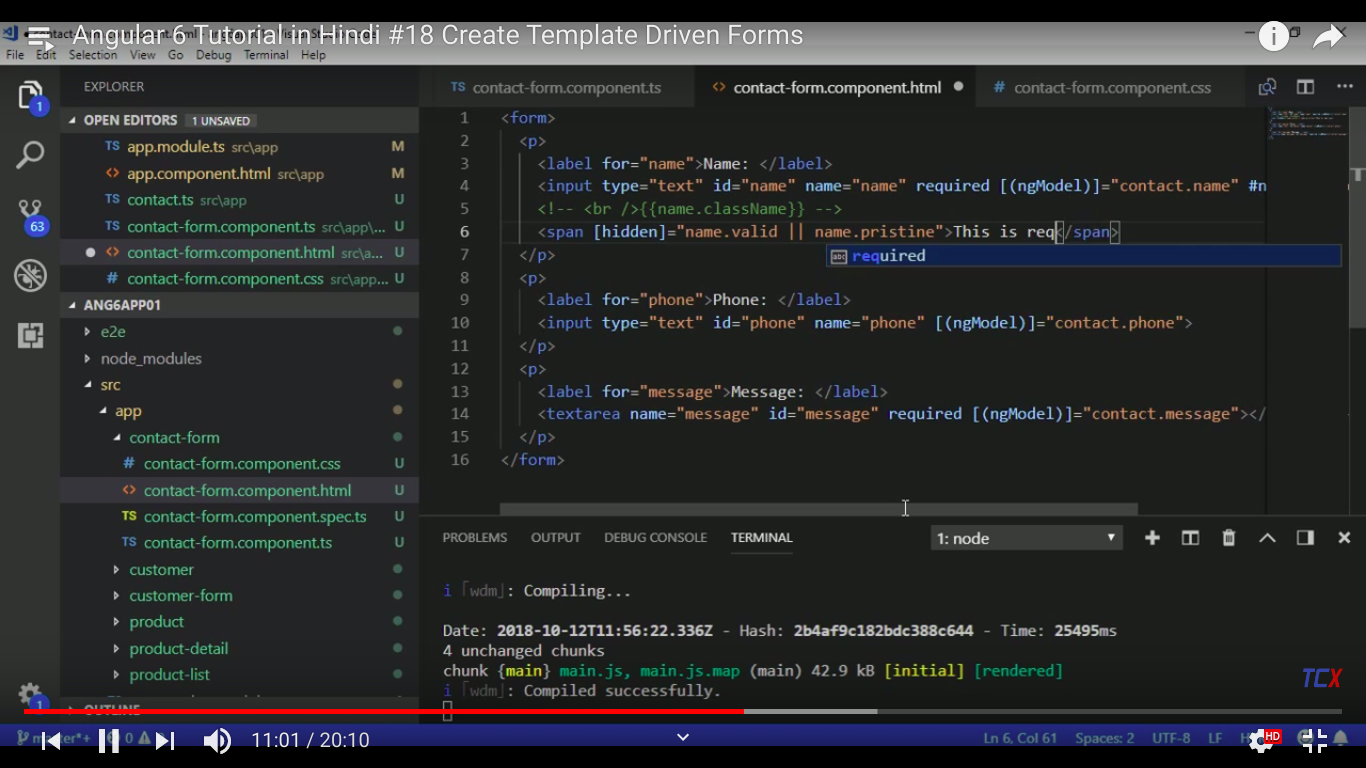 Angular 6 Tutorial in Hindi #18 Create Template Driven Forms
File Edit Selection View Go Debug Terminal Help
EXPLORER
OPEN EDITORS 1 UNSAVED
TS app.module.ts src\app M
<> app.component.html src\app M
TS contact.ts src\app U
TS contact-form.component.ts src\app\... U
<> contact-form.component.html src\a... U
# contact-form.component.css src\app... U
ANG6APP01
e2e
node_modules
src
app
contact-form
# contact-form.component.css U
<> contact-form.component.html U
TS contact-form.component.spec.ts U
TS contact-form.component.ts U
customer
customer-form
product
product-detail
product-list
OUTLINE
1
63
1
TS contact-form.component.ts <> contact-form.component.html # contact-form.component.css
1 <form>
2 <p>
3 <label for="name">Name: </label>
4 <input type="text" id="name" name="name" required [(ngModel)]="contact.name" #n
5 <!-- <br />{{name.className}} -->
6 <span [hidden]="name.valid || name.pristine">This is req</span>
required
7 </p>
8 <p>
9 <label for="phone">Phone: </label>
10 <input type="text" id="phone" name="phone" [(ngModel)]="contact.phone">
11 </p>
12 <p>
13 <label for="message">Message: </label>
14 <textarea name="message" id="message" required [(ngModel)]="contact.message"></
15 </p>
16 </form>
PROBLEMS OUTPUT DEBUG CONSOLE TERMINAL 1: node
i ｢wdm｣: Compiling...
Date: 2018-10-12T11:56:22.336Z - Hash: 2b4af9c182bdc388c644 - Time: 25495ms
4 unchanged chunks
chunk {main} main.js, main.js.map (main) 42.9 kB [initial] [rendered]
i ｢wdm｣: Compiled successfully.
TCX
11:01 / 20:10
HD
Ln 6, Col 61 Spaces: 2 UTF-8 LF